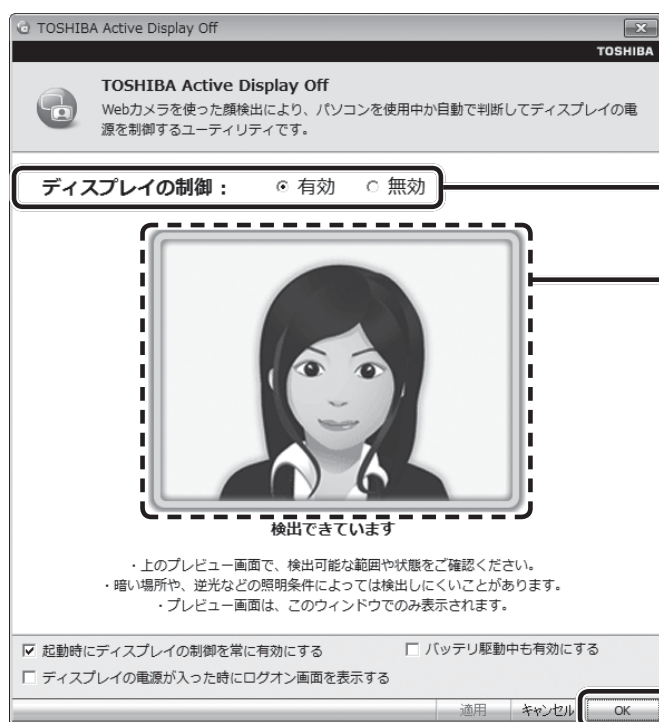 TOSHIBA Active Display Off
TOSHIBA
TOSHIBA Active Display Off
Webカメラを使った顔検出により、パソコンを使用中か自動で判断してディスプレイの電
源を制御するユーティリティです。
ディスプレイの制御： 有効 無効
検出できています
・上のプレビュー画面で、検出可能な範囲や状態をご確認ください。
・暗い場所や、逆光などの照明条件によっては検出しにくいことがあります。
・プレビュー画面は、このウィンドウでのみ表示されます。
起動時にディスプレイの制御を常に有効にする バッテリ駆動中も有効にする
ディスプレイの電源が入った時にログオン画面を表示する
適用 キャンセル OK